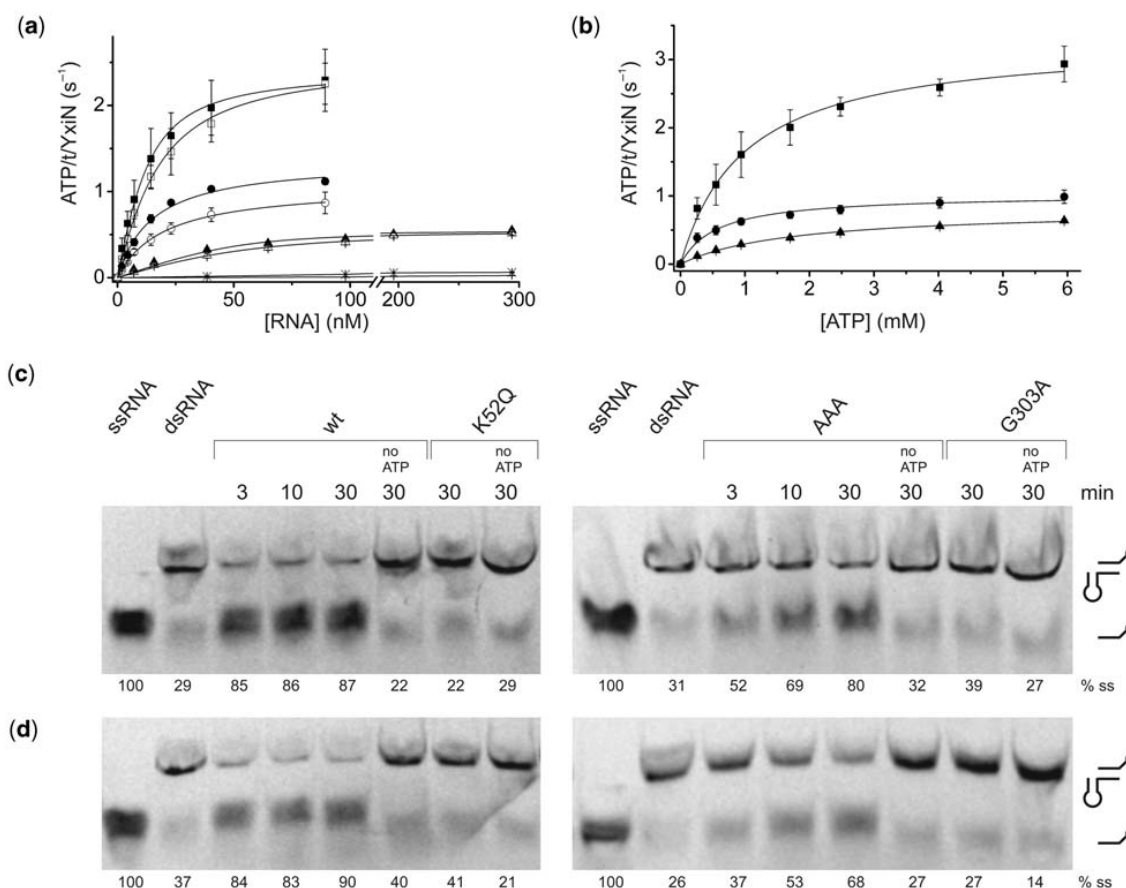 (a)
ATP/t/YxiN (s⁻¹)
2
1
0
0 50 100 200 300
[RNA] (nM)
(b)
ATP/t/YxiN (s⁻¹)
3
2
1
0
0 1 2 3 4 5 6
[ATP] (mM)
(c)
ssRNA dsRNA wt K52Q
no ATP no ATP
3 10 30 30 30 30
100 29 85 86 87 22 22 29
ssRNA dsRNA AAA G303A
no ATP no ATP
3 10 30 30 30 30 min
100 31 52 69 80 32 39 27 % ss
(d)
100 37 84 83 90 40 41 21
100 26 37 53 68 27 27 14 % ss